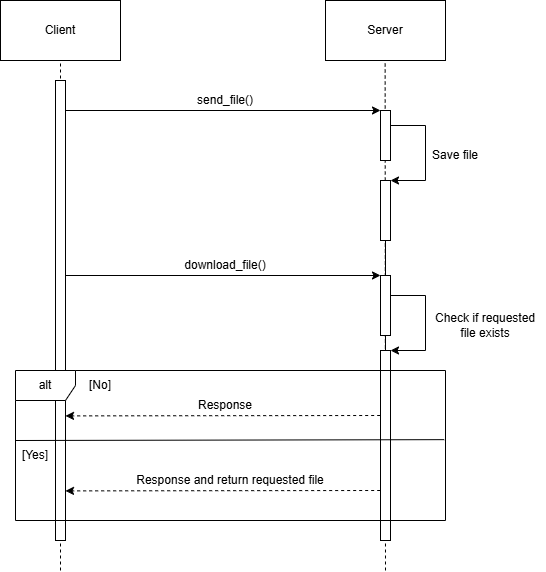 Client
Server
send_file()
Save file
download_file()
Check if requested
file exists
alt
[No]
Response
[Yes]
Response and return requested file